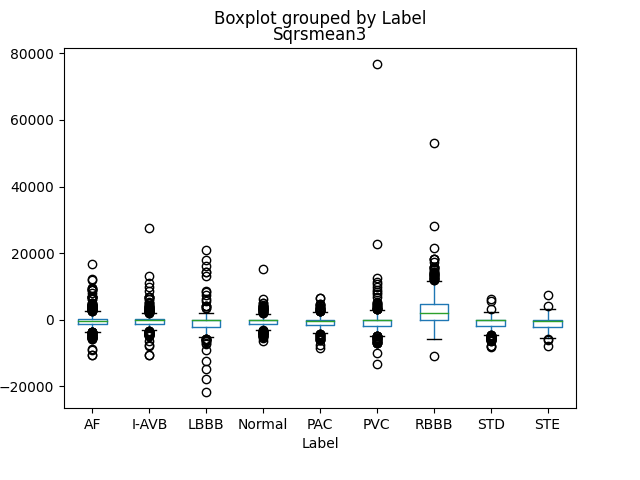 Boxplot grouped by Label
Sqrsmean3
80000
60000
40000
20000
0
−20000
AF I-AVB LBBB Normal PAC PVC RBBB STD STE
Label